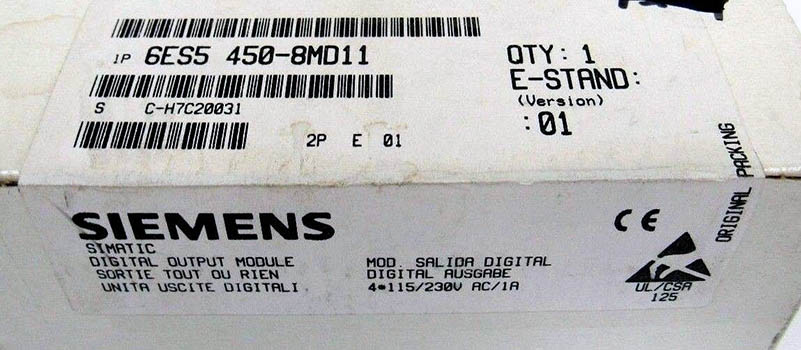 1P 6ES5 450-8MD11
QTY: 1
E-STAND:
(Version)
:01
S C-H7C20031
2P E 01
ORIGINAL PACKING
SIEMENS
SIMATIC
DIGITAL OUTPUT MODULE
SORTIE TOUT OU RIEN
UNITA USCITE DIGITALI
MOD. SALIDA DIGITAL
DIGITAL AUSGABE
4*115/230V AC/1A
CE
UL/CSA
125